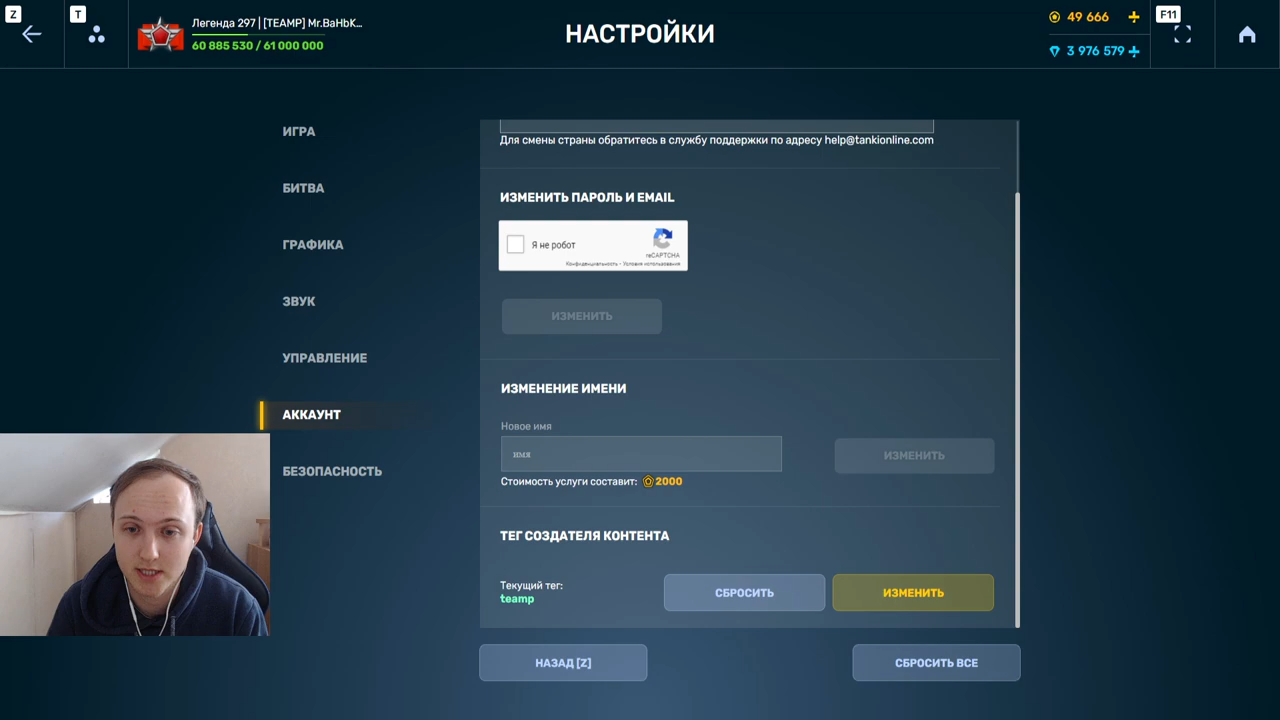 Z
T
Легенда 297 | [TEAMP] Mr.BaHbK...
60 885 530 / 61 000 000
НАСТРОЙКИ
49 666
3 976 579
F11
ИГРА
БИТВА
ГРАФИКА
ЗВУК
УПРАВЛЕНИЕ
АККАУНТ
БЕЗОПАСНОСТЬ
Для смены страны обратитесь в службу поддержки по адресу help@tankionline.com
ИЗМЕНИТЬ ПАРОЛЬ И EMAIL
Я не робот
reCAPTCHA
Конфиденциальность - Условия использования
ИЗМЕНИТЬ
ИЗМЕНЕНИЕ ИМЕНИ
Новое имя
имя
ИЗМЕНИТЬ
Стоимость услуги составит: 2000
ТЕГ СОЗДАТЕЛЯ КОНТЕНТА
Текущий тег:
teamp
СБРОСИТЬ
ИЗМЕНИТЬ
НАЗАД [Z]
СБРОСИТЬ ВСЕ